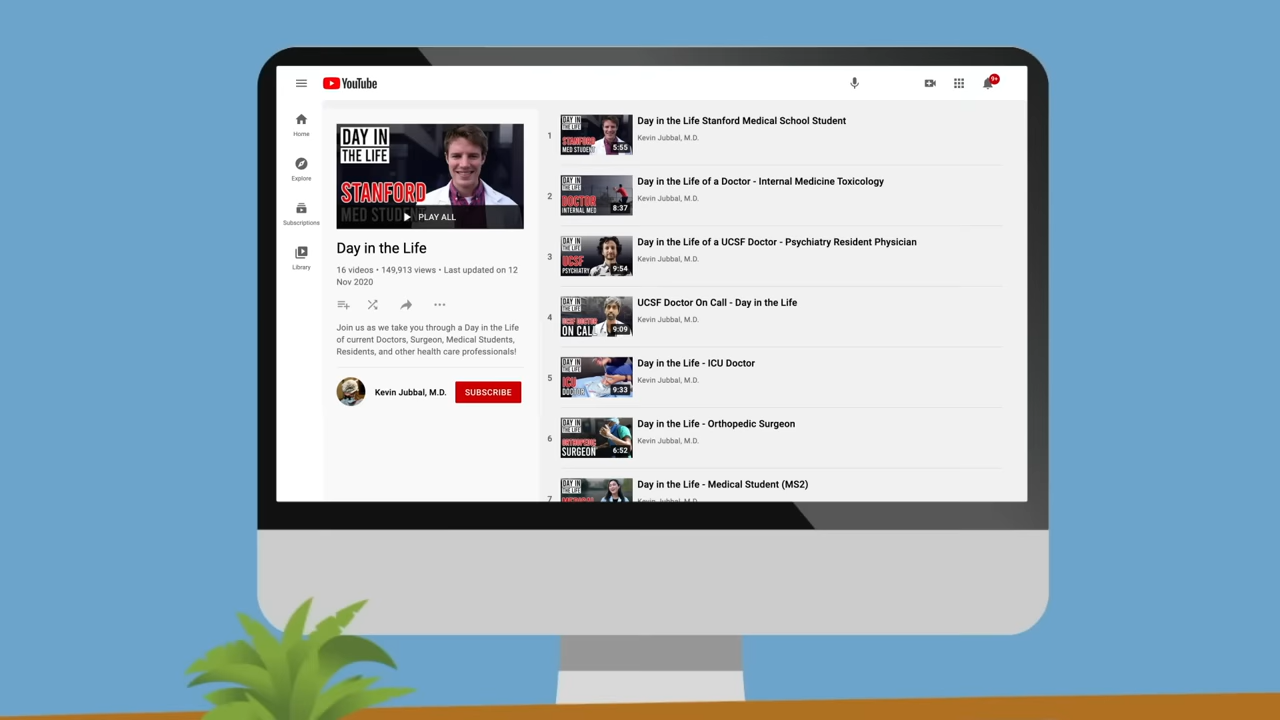 YouTube
9+
Home
Explore
Subscriptions
Library
DAY IN
THE LIFE
STANFORD
MED STUDENT
PLAY ALL
Day in the Life
16 videos • 149,913 views • Last updated on 12
Nov 2020
Join us as we take you through a Day in the Life
of current Doctors, Surgeon, Medical Students,
Residents, and other health care professionals!
Kevin Jubbal, M.D.
SUBSCRIBE
1
DAY IN
THE LIFE
STANFORD
MED STUDENT
5:55
Day in the Life Stanford Medical School Student
Kevin Jubbal, M.D.
2
DAY IN
THE LIFE
DOCTOR
INTERNAL MED
8:37
Day in the Life of a Doctor - Internal Medicine Toxicology
Kevin Jubbal, M.D.
3
DAY IN
THE LIFE
UCSF
PSYCHIATRY
9:54
Day in the Life of a UCSF Doctor - Psychiatry Resident Physician
Kevin Jubbal, M.D.
4
DAY IN
THE LIFE
UCSF DOCTOR
ON CALL
9:09
UCSF Doctor On Call - Day in the Life
Kevin Jubbal, M.D.
5
DAY IN
THE LIFE
ICU
DOCTOR
9:33
Day in the Life - ICU Doctor
Kevin Jubbal, M.D.
6
DAY IN
THE LIFE
ORTHOPEDIC
SURGEON
6:52
Day in the Life - Orthopedic Surgeon
Kevin Jubbal, M.D.
7
DAY IN
THE LIFE
Day in the Life - Medical Student (MS2)
Kevin Jubbal, M.D.